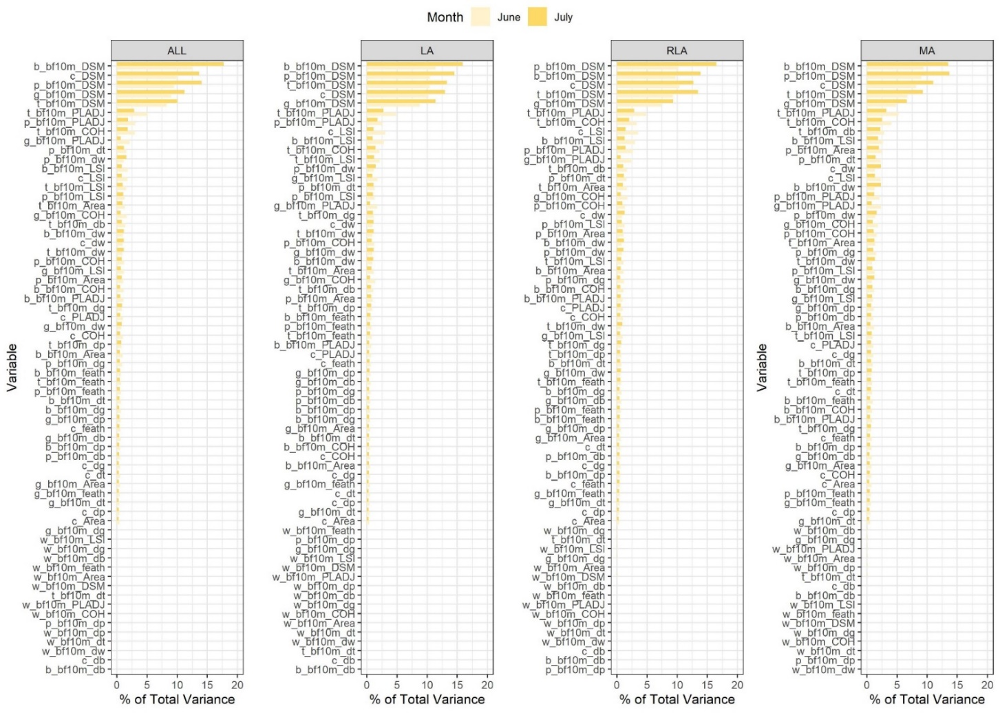 Month June July
ALL
b_bf10m_DSM
c_DSM
p_bf10m_DSM
g_bf10m_DSM
t_bf10m_DSM
t_bf10m_PLADJ
p_bf10m_PLADJ
t_bf10m_COH
g_bf10m_PLADJ
p_bf10m_dt
p_bf10m_dw
b_bf10m_LSI
c_LSI
t_bf10m_LSI
p_bf10m_LSI
t_bf10m_Area
g_bf10m_COH
t_bf10m_db
b_bf10m_dw
c_dw
t_bf10m_dw
p_bf10m_COH
g_bf10m_LSI
p_bf10m_Area
b_bf10m_COH
b_bf10m_PLADJ
t_bf10m_dg
c_PLADJ
g_bf10m_dw
c_COH
t_bf10m_dp
b_bf10m_Area
p_bf10m_dg
b_bf10m_feath
t_bf10m_feath
p_bf10m_feath
b_bf10m_dt
b_bf10m_dg
g_bf10m_dp
c_feath
g_bf10m_db
b_bf10m_dp
p_bf10m_db
c_dg
c_dt
g_bf10m_Area
g_bf10m_feath
g_bf10m_dt
c_dp
c_Area
g_bf10m_dg
w_bf10m_LSI
w_bf10m_dg
w_bf10m_db
w_bf10m_feath
w_bf10m_Area
w_bf10m_DSM
t_bf10m_dt
w_bf10m_PLADJ
w_bf10m_COH
p_bf10m_dp
w_bf10m_dp
w_bf10m_dt
w_bf10m_dw
c_db
b_bf10m_db
Variable
0 5 10 15 20
% of Total Variance
LA
b_bf10m_DSM
p_bf10m_DSM
t_bf10m_DSM
c_DSM
g_bf10m_DSM
t_bf10m_PLADJ
p_bf10m_PLADJ
c_LSI
b_bf10m_LSI
t_bf10m_COH
t_bf10m_LSI
p_bf10m_dw
g_bf10m_LSI
p_bf10m_dt
p_bf10m_LSI
g_bf10m_PLADJ
t_bf10m_dg
c_dw
t_bf10m_dw
p_bf10m_COH
g_bf10m_dw
b_bf10m_dw
t_bf10m_Area
g_bf10m_COH
t_bf10m_db
p_bf10m_Area
t_bf10m_dp
b_bf10m_feath
p_bf10m_feath
t_bf10m_feath
b_bf10m_PLADJ
c_PLADJ
c_feath
g_bf10m_dp
g_bf10m_db
p_bf10m_dg
p_bf10m_db
b_bf10m_dp
b_bf10m_dg
g_bf10m_Area
b_bf10m_dt
b_bf10m_COH
c_COH
b_bf10m_Area
c_dg
g_bf10m_feath
c_dt
c_dp
g_bf10m_dt
c_Area
w_bf10m_feath
p_bf10m_dp
g_bf10m_dg
w_bf10m_LSI
w_bf10m_DSM
w_bf10m_PLADJ
w_bf10m_dp
w_bf10m_db
w_bf10m_dg
w_bf10m_COH
w_bf10m_Area
w_bf10m_dt
w_bf10m_dw
t_bf10m_dt
c_db
b_bf10m_db
0 5 10 15 20
% of Total Variance
RLA
p_bf10m_DSM
b_bf10m_DSM
c_DSM
t_bf10m_DSM
g_bf10m_DSM
t_bf10m_PLADJ
t_bf10m_COH
c_LSI
b_bf10m_LSI
p_bf10m_PLADJ
g_bf10m_PLADJ
t_bf10m_db
p_bf10m_dt
t_bf10m_Area
g_bf10m_COH
p_bf10m_COH
c_dw
p_bf10m_LSI
p_bf10m_Area
b_bf10m_dw
p_bf10m_dw
t_bf10m_LSI
b_bf10m_Area
p_bf10m_dg
b_bf10m_COH
b_bf10m_PLADJ
c_PLADJ
c_COH
t_bf10m_dw
g_bf10m_LSI
t_bf10m_dg
t_bf10m_dp
b_bf10m_dt
g_bf10m_dw
t_bf10m_feath
b_bf10m_dg
g_bf10m_db
p_bf10m_feath
b_bf10m_feath
g_bf10m_dp
g_bf10m_Area
c_dt
p_bf10m_db
c_dg
b_bf10m_dp
c_feath
g_bf10m_feath
g_bf10m_dt
c_dp
c_Area
w_bf10m_dg
t_bf10m_dt
w_bf10m_LSI
g_bf10m_dg
w_bf10m_Area
w_bf10m_DSM
w_bf10m_db
w_bf10m_feath
w_bf10m_PLADJ
w_bf10m_COH
w_bf10m_dp
w_bf10m_dt
w_bf10m_dw
c_db
b_bf10m_db
p_bf10m_dp
0 5 10 15 20
% of Total Variance
MA
b_bf10m_DSM
p_bf10m_DSM
c_DSM
t_bf10m_DSM
g_bf10m_DSM
t_bf10m_PLADJ
t_bf10m_COH
t_bf10m_db
b_bf10m_LSI
p_bf10m_Area
p_bf10m_dt
c_dw
c_LSI
b_bf10m_dw
p_bf10m_PLADJ
g_bf10m_PLADJ
p_bf10m_dw
g_bf10m_COH
p_bf10m_COH
t_bf10m_Area
p_bf10m_dg
t_bf10m_dw
p_bf10m_LSI
g_bf10m_dw
b_bf10m_dg
g_bf10m_LSI
g_bf10m_dp
p_bf10m_db
b_bf10m_Area
t_bf10m_LSI
c_PLADJ
c_dg
b_bf10m_dt
t_bf10m_dp
t_bf10m_feath
c_dt
b_bf10m_feath
b_bf10m_COH
b_bf10m_PLADJ
t_bf10m_dg
c_feath
b_bf10m_dp
g_bf10m_db
g_bf10m_Area
c_COH
c_Area
p_bf10m_feath
g_bf10m_feath
c_dp
g_bf10m_dt
w_bf10m_db
g_bf10m_dg
w_bf10m_PLADJ
w_bf10m_Area
w_bf10m_dp
t_bf10m_dt
c_db
b_bf10m_db
w_bf10m_LSI
w_bf10m_feath
w_bf10m_DSM
w_bf10m_dg
w_bf10m_COH
w_bf10m_dt
p_bf10m_dp
w_bf10m_dw
Variable
0 5 10 15 20
% of Total Variance